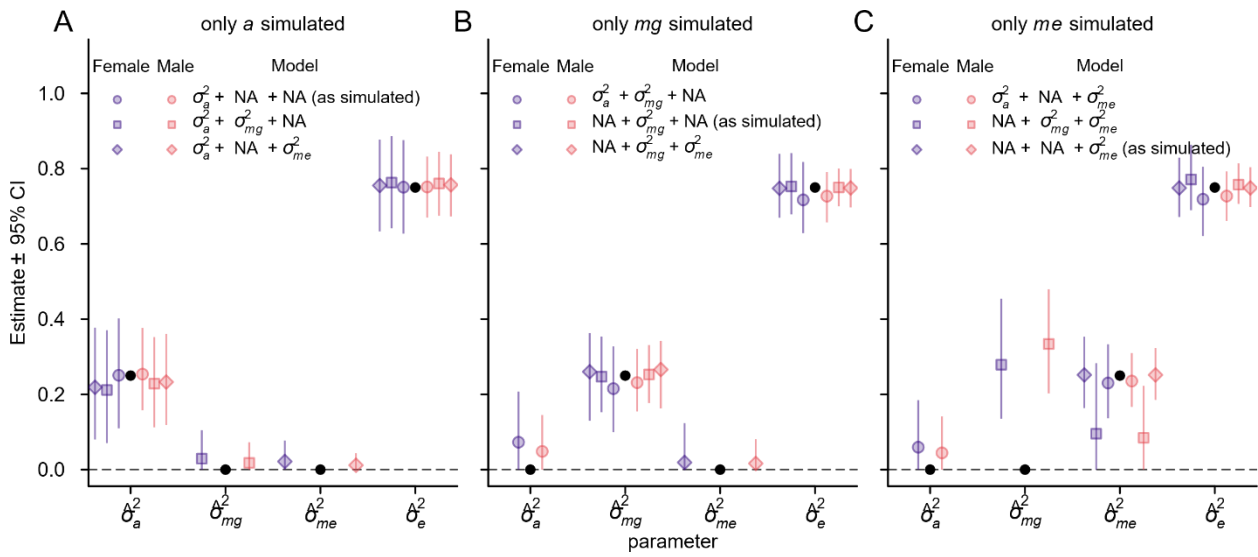 A only a simulated
Female Male Model
σ²ₐ + NA + NA (as simulated)
σ²ₐ + σ²ₘg + NA
σ²ₐ + NA + σ²ₘₑ
B only mg simulated
Female Male Model
σ²ₐ + σ²ₘg + NA
NA + σ²ₘg + NA (as simulated)
NA + σ²ₘg + σ²ₘₑ
C only me simulated
Female Male Model
σ²ₐ + NA + σ²ₘₑ
NA + σ²ₘg + σ²ₘₑ
NA + NA + σ²ₘₑ (as simulated)
Estimate ± 95% CI
1.0
0.8
0.6
0.4
0.2
0.0
σ̂²ₐ σ̂²ₘg σ̂²ₘₑ σ̂²ₑ
σ̂²ₐ σ̂²ₘg σ̂²ₘₑ σ̂²ₑ
σ̂²ₐ σ̂²ₘg σ̂²ₘₑ σ̂²ₑ
parameter